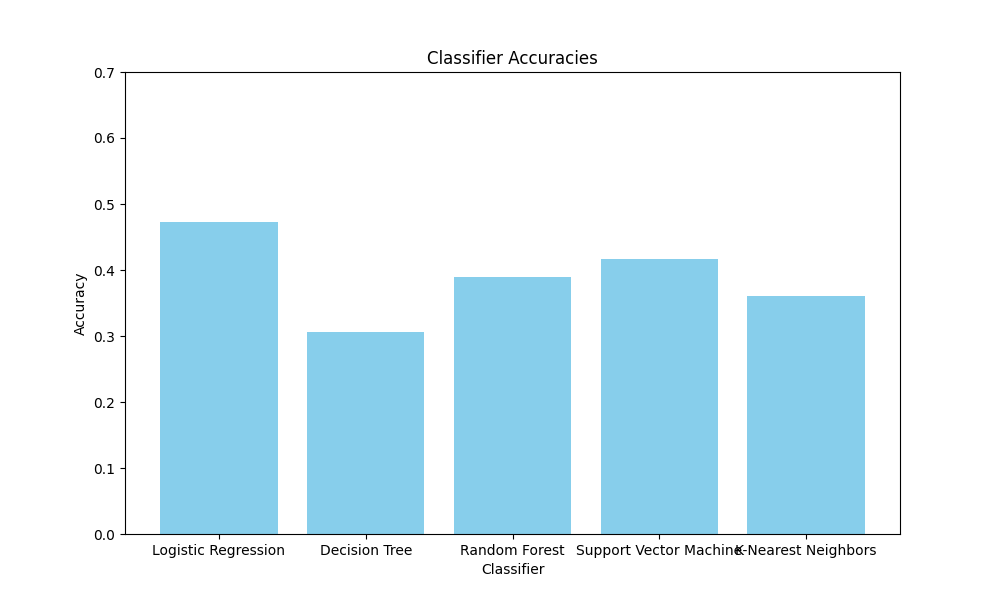 Classifier Accuracies
0.7
0.6
0.5
0.4
0.3
0.2
0.1
0.0
Accuracy
Logistic Regression
Decision Tree
Random Forest
Support Vector Machine
K-Nearest Neighbors
Classifier